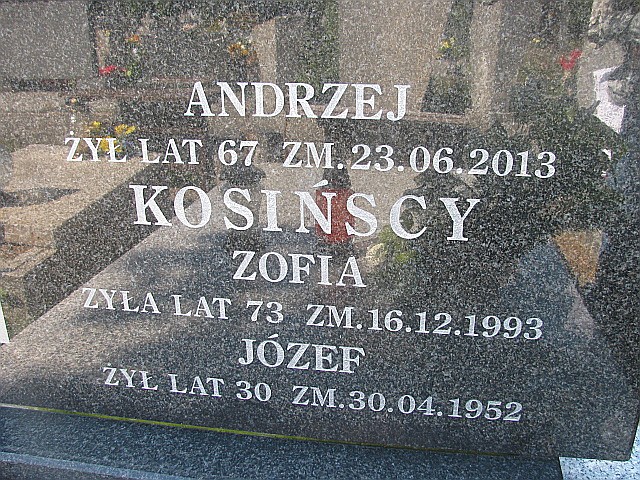 ANDRZEJ
ŻYŁ LAT 67 ZM.23.06.2013
KOSIŃSCY
ZOFIA
ŻYŁA LAT 73 ZM.16.12.1993
JÓZEF
ŻYŁ LAT 30 ZM.30.04.1952